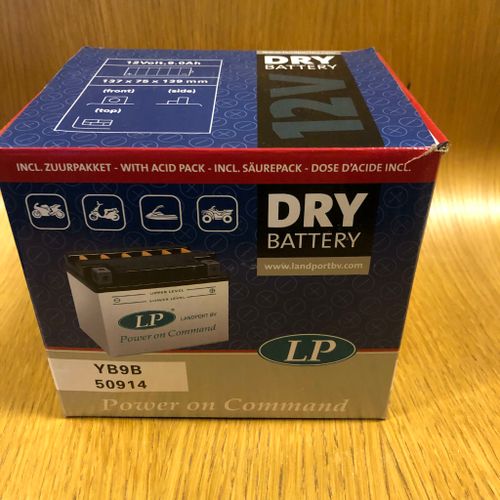 12Volt,9.0Ah
137 x 75 x 139 mm
(front) (side)
(top)
DRY
BATTERY
12V
INCL. ZUURPAKKET - WITH ACID PACK - INCL. SÄUREPACK - DOSE D'ACIDE INCL.
DRY
BATTERY
www.landportbv.com
UPPER LEVEL
LOWER LEVEL
LP
LANDPORT BV
Power on Command
LP
YB9B
50914
Power on Command